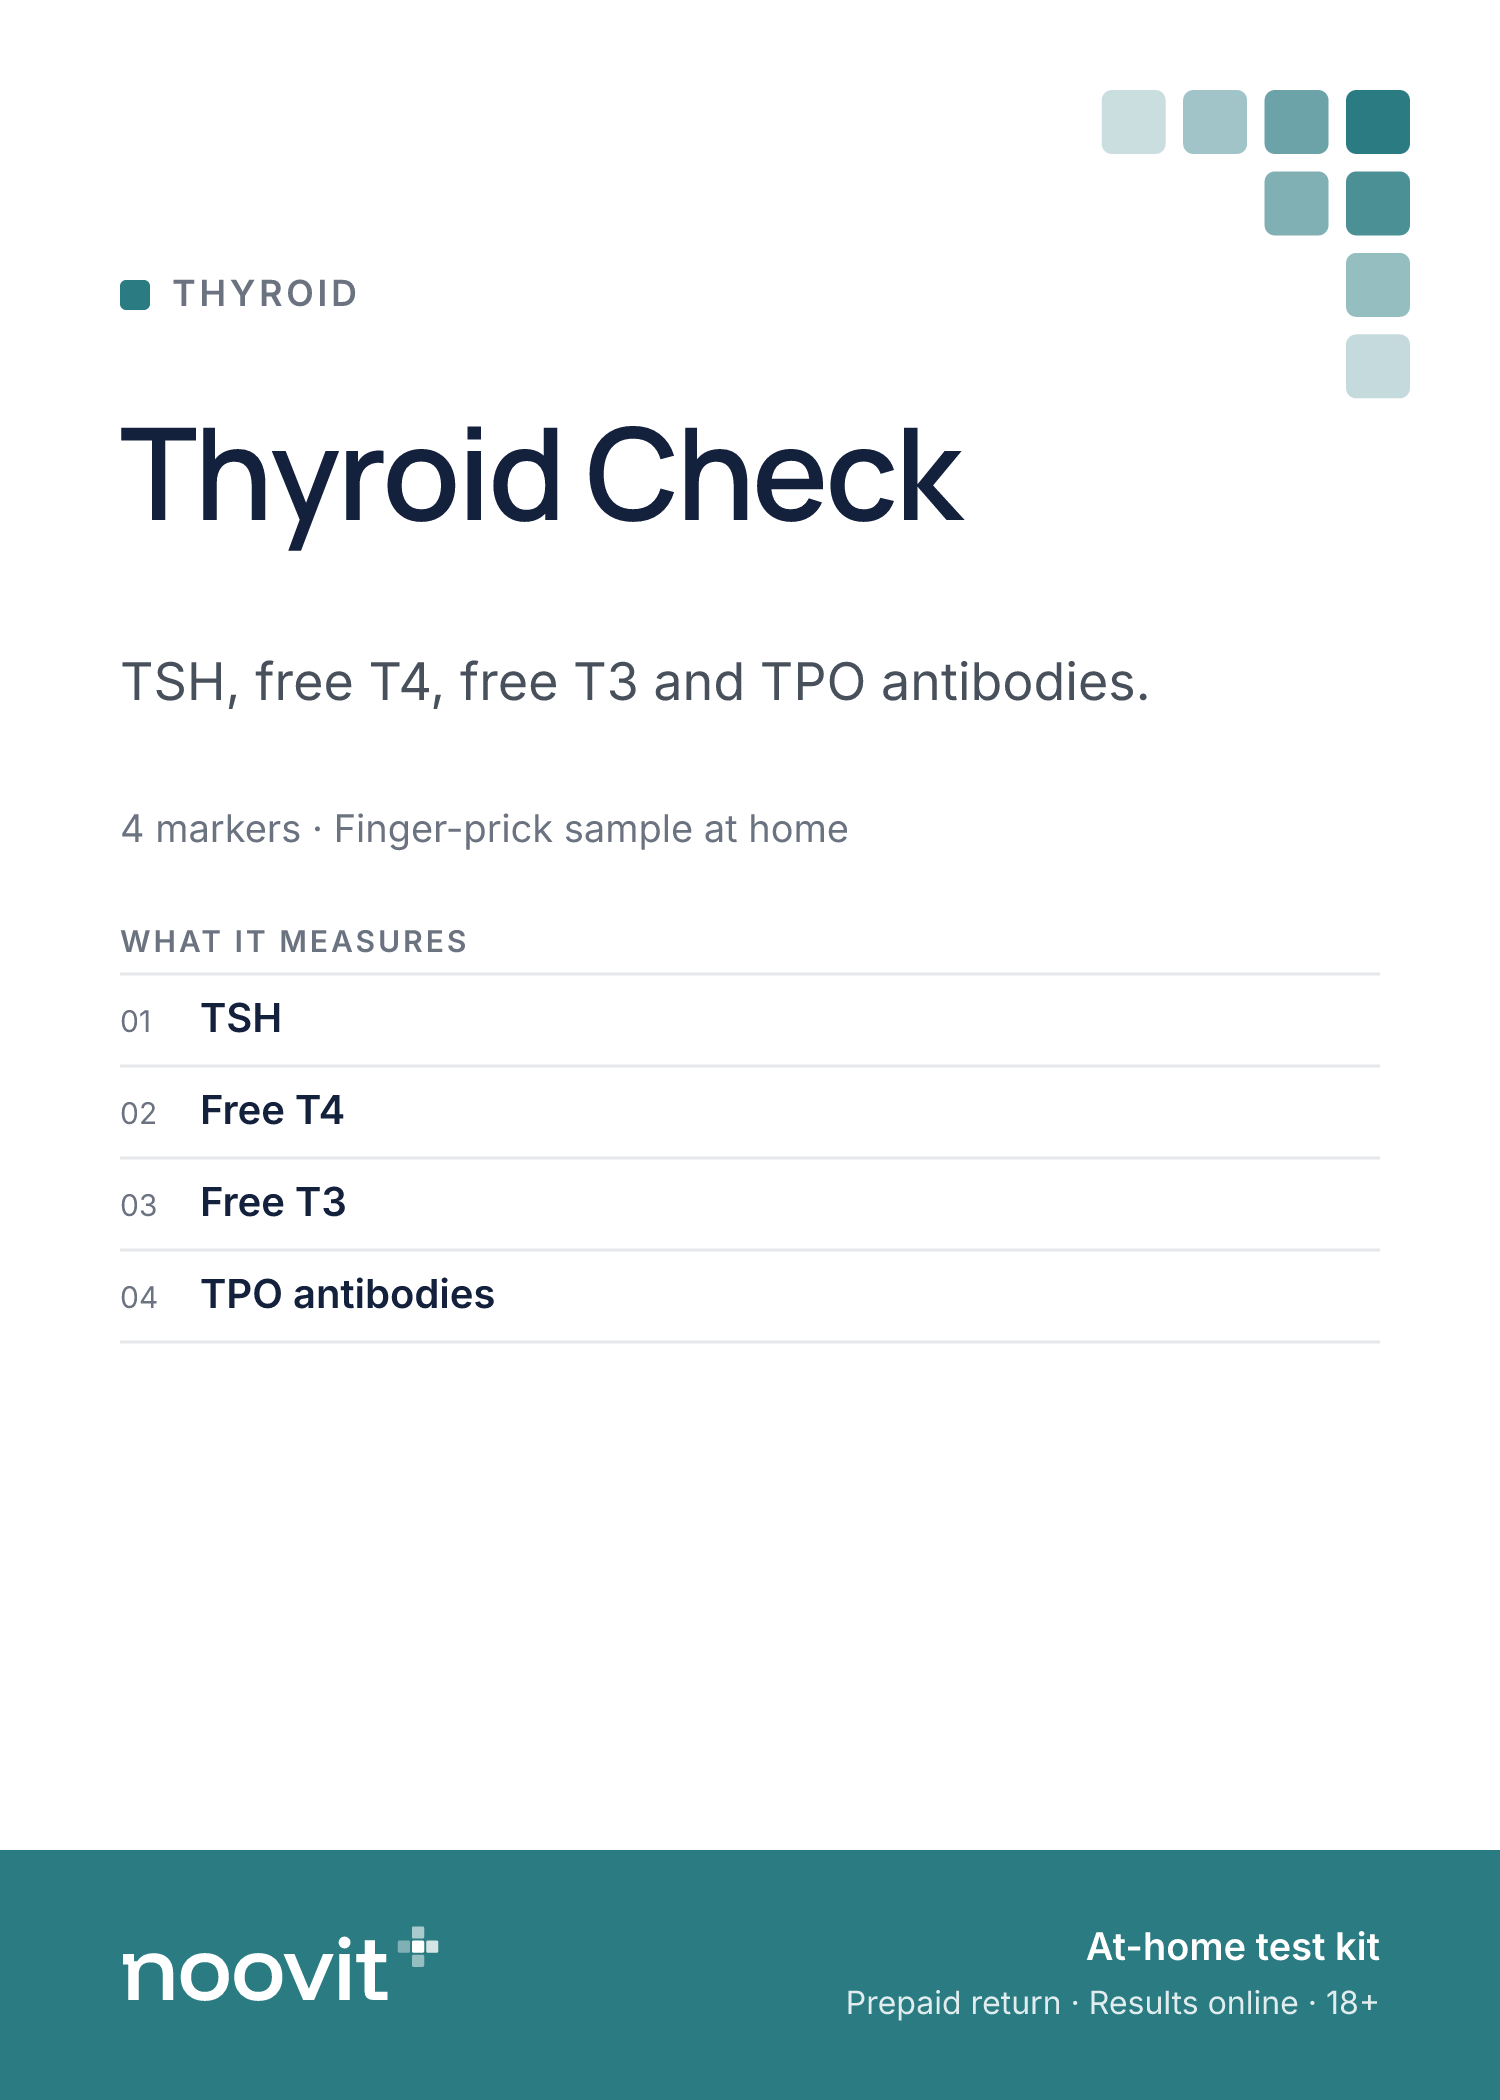 THYROID
Thyroid Check
TSH, free T4, free T3 and TPO antibodies.
4 markers · Finger-prick sample at home
WHAT IT MEASURES
01 TSH
02 Free T4
03 Free T3
04 TPO antibodies
noovit
At-home test kit
Prepaid return · Results online · 18+